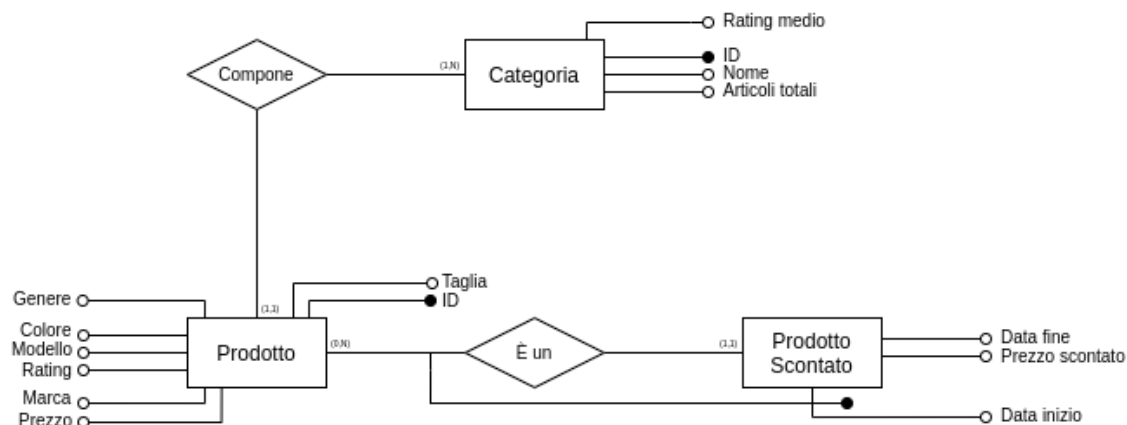 Rating medio
Compone
(1,N)
Categoria
ID
Nome
Articoli totali
Taglia
ID
Genere
(1,1)
Colore
Modello
Rating
Marca
Prezzo
Prodotto
(0,N)
È un
(1,1)
Prodotto
Scontato
Data fine
Prezzo scontato
Data inizio